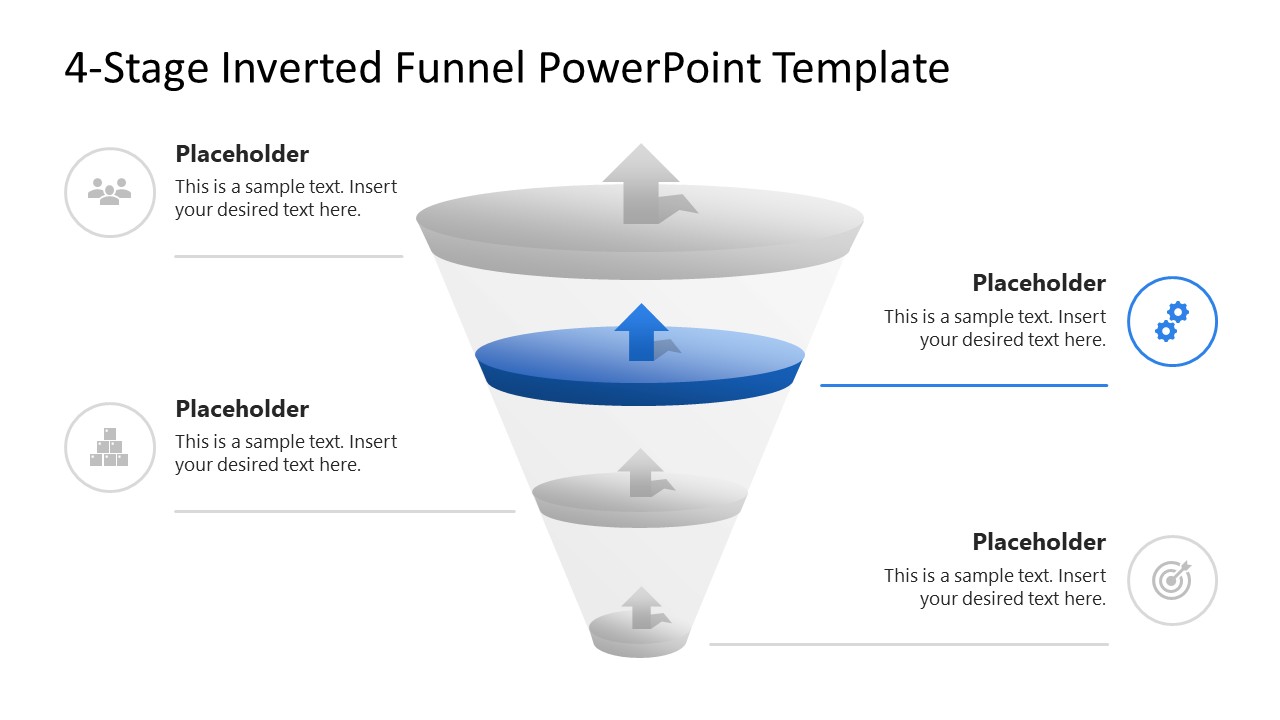 4-Stage Inverted Funnel PowerPoint Template
Placeholder
This is a sample text. Insert
your desired text here.
Placeholder
This is a sample text. Insert
your desired text here.
Placeholder
This is a sample text. Insert
your desired text here.
Placeholder
This is a sample text. Insert
your desired text here.